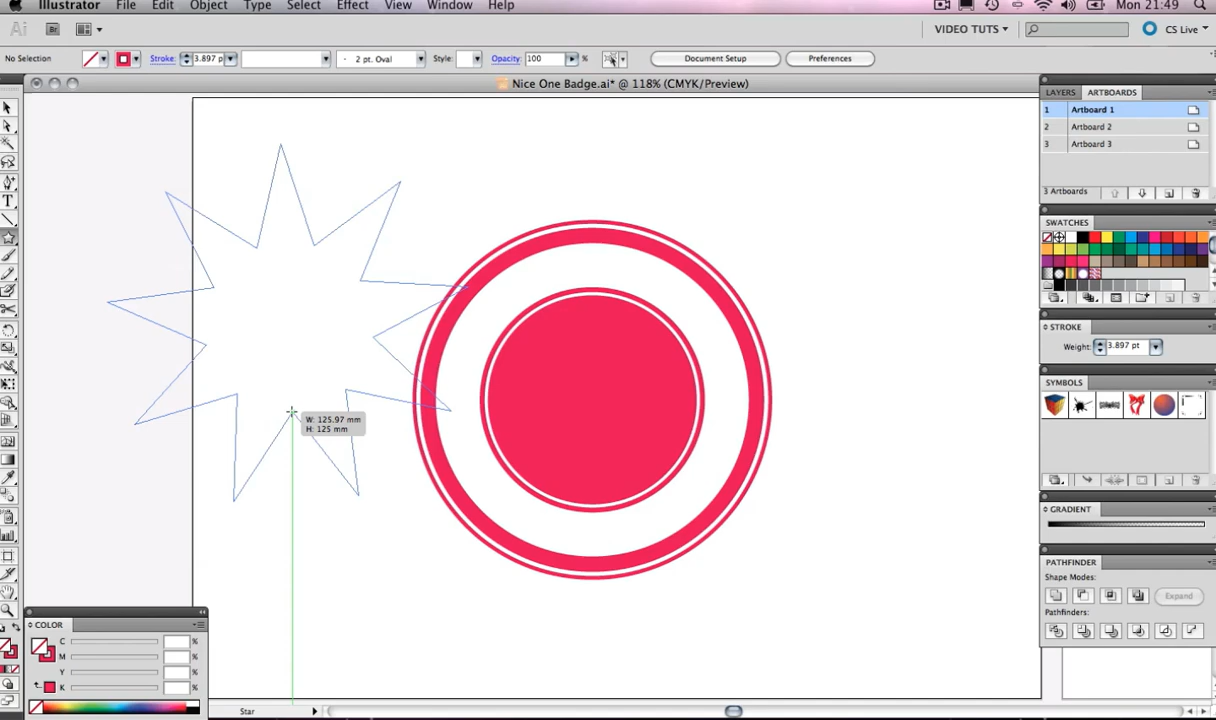 Illustrator File Edit Object Type Select Effect View Window Help Mon 21:49
Ai Br VIDEO TUTS CS Live
No Selection Stroke: 3.897 p 2 pt. Oval Style: Opacity: 100 Document Setup Preferences
Nice One Badge.ai* @ 118% (CMYK/Preview)
LAYERS ARTBOARDS
1 Artboard 1
2 Artboard 2
3 Artboard 3
3 Artboards
SWATCHES
STROKE
Weight: 3.897 pt
SYMBOLS
W: 125.97 mm
H: 125 mm
GRADIENT
PATHFINDER
Shape Modes:
Expand
Pathfinders:
COLOR
C %
M %
Y %
K %
Star